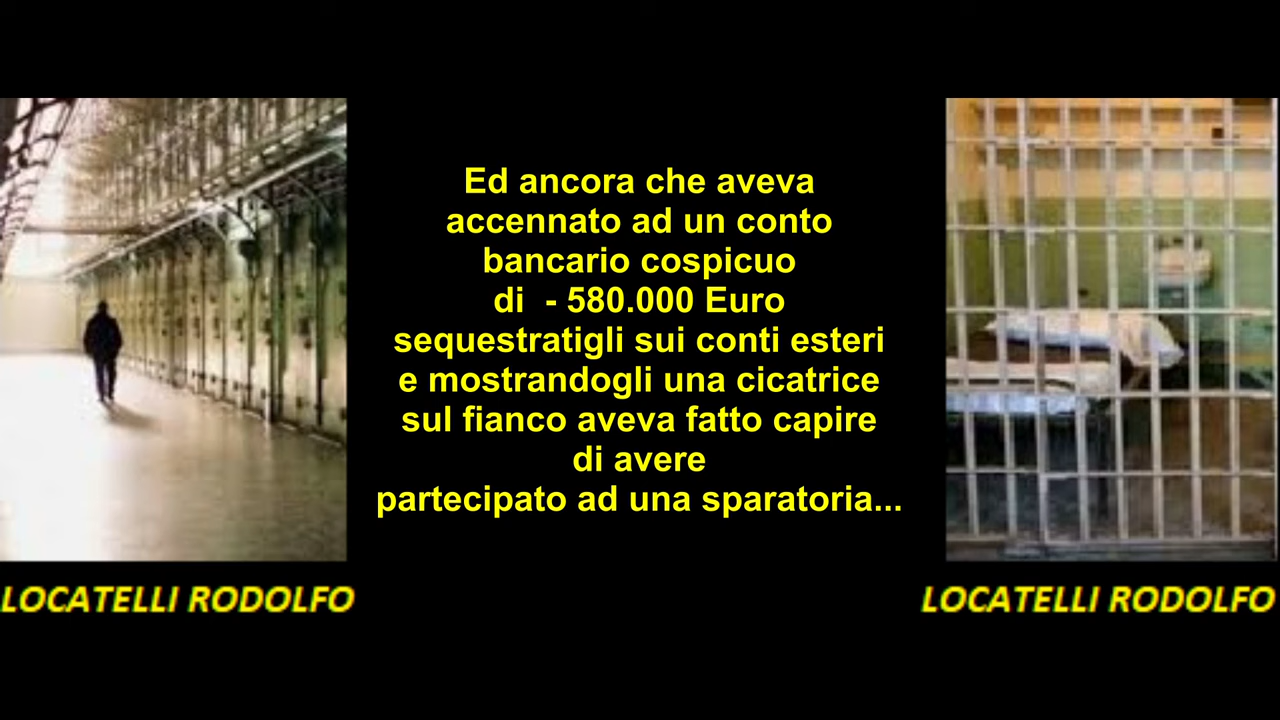 Ed ancora che aveva
accennato ad un conto
bancario cospicuo
di  - 580.000 Euro
sequestratigli sui conti esteri
e mostrandogli una cicatrice
sul fianco aveva fatto capire
di avere
partecipato ad una sparatoria...
LOCATELLI RODOLFO
LOCATELLI RODOLFO